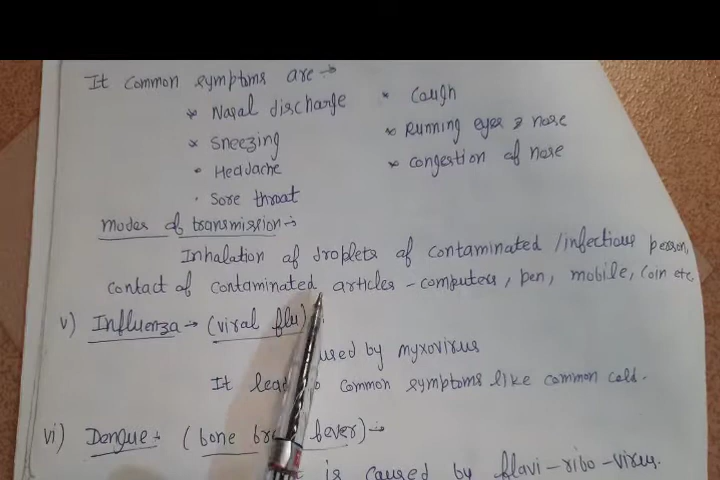 It common symptoms are →
* Nasal discharge * cough
* Sneezing * Running eyes & nose
• Headache * congestion of nose
• Sore throat
modes of transmission :-
Inhalation of droplets of contaminated / infectious person,
contact of contaminated articles - computers, pen, mobile, coin etc
v) Influenza → (viral flu)
by myxovirus
It common symptoms like common cold.
vi) Dengue :- (bone fever) :-
is caused by flavi-ribo-virus.